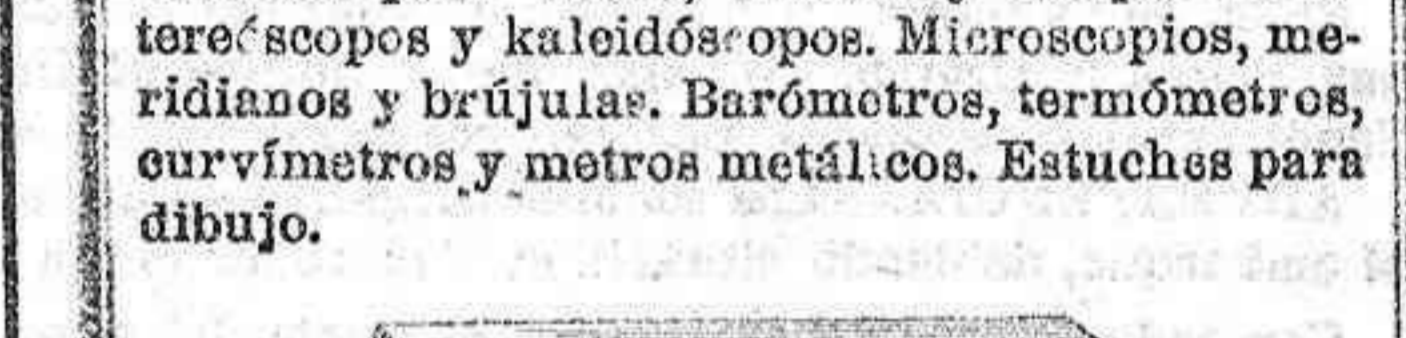 tereóscopos y kaleidóscopos. Microscopios, me-
ridianos y brújulas. Barómetros, termómetros,
curvímetros y metros metálicos. Estuches para
dibujo.